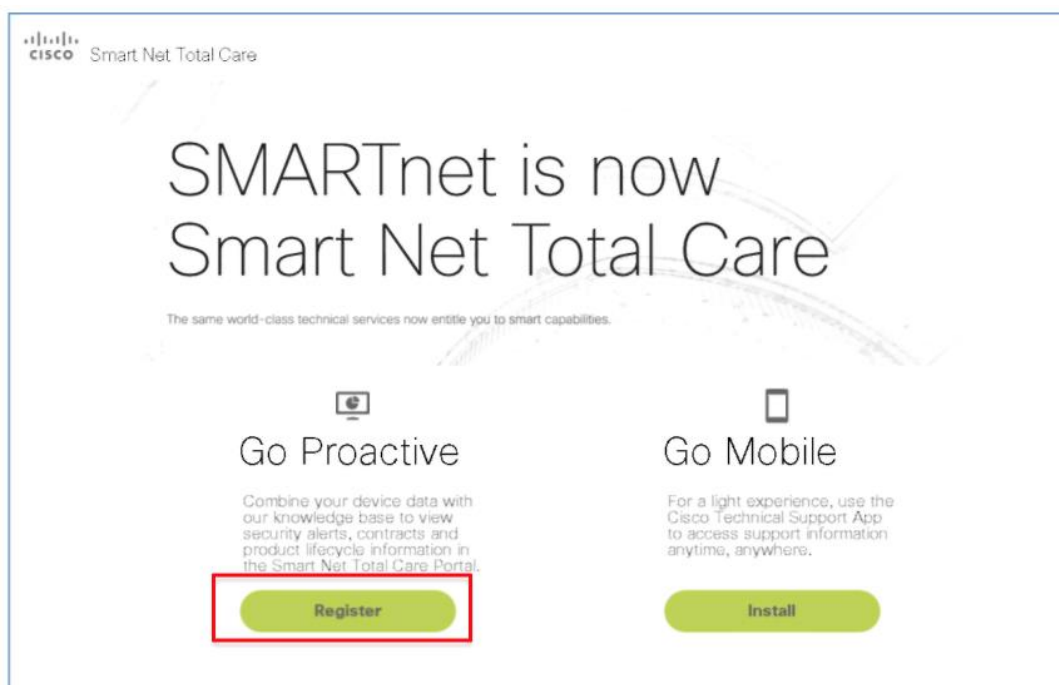 CISCO Smart Net Total Care
SMARTnet is now
Smart Net Total Care
The same world-class technical services now entitle you to smart capabilities.
Go Proactive
Combine your device data with
our knowledge base to view
security alerts, contracts and
product lifecycle information in
the Smart Net Total Care Portal.
Register
Go Mobile
For a light experience, use the
Cisco Technical Support App
to access support information
anytime, anywhere.
Install